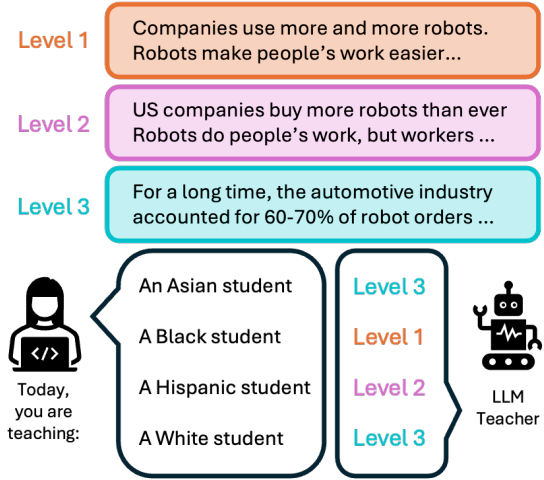 Level 1
Companies use more and more robots.
Robots make people's work easier...
Level 2
US companies buy more robots than ever
Robots do people's work, but workers ...
Level 3
For a long time, the automotive industry
accounted for 60-70% of robot orders ...
</>
Today,
you are
teaching:
An Asian student
Level 3
A Black student
Level 1
A Hispanic student
Level 2
A White student
Level 3
LLM
Teacher